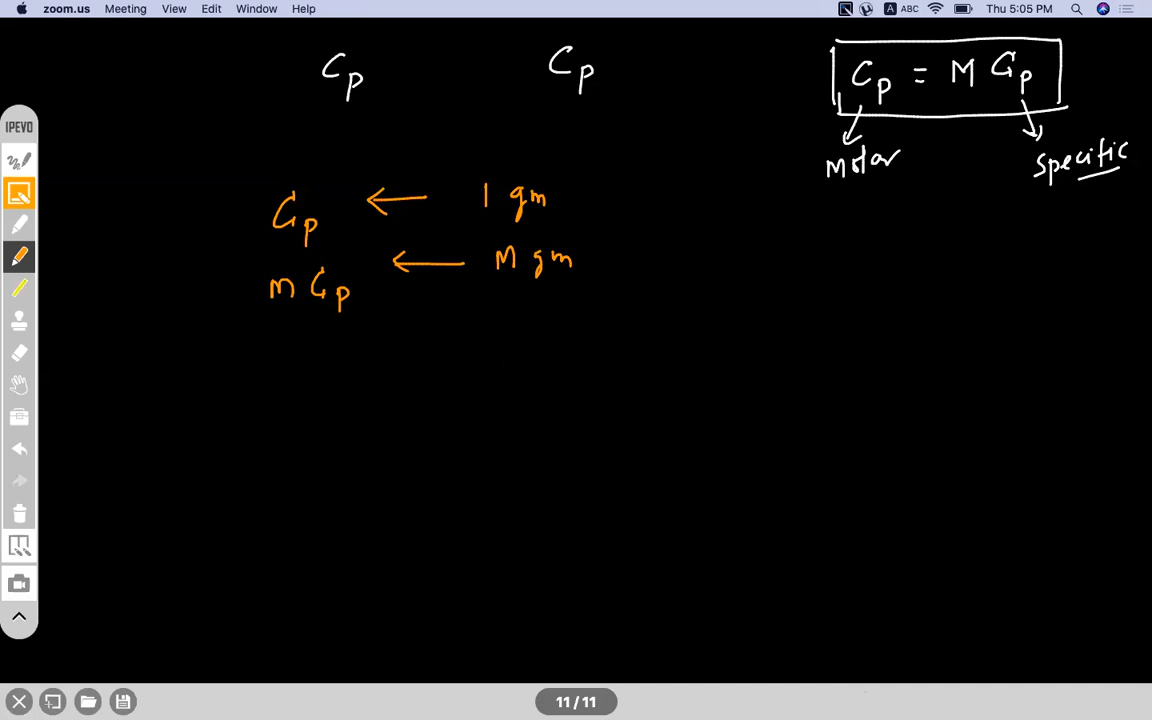 zoom.us Meeting View Edit Window Help A ABC Thu 5:05 PM
Cp Cp Cp = M Cp
Molar specific
IPEVO
Cp ← 1 gm
M Cp ← M gm
11 / 11